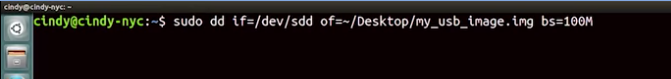 cindy@cindy-nyc: ~
cindy@cindy-nyc:~$ sudo dd if=/dev/sdd of=~/Desktop/my_usb_image.img bs=100M